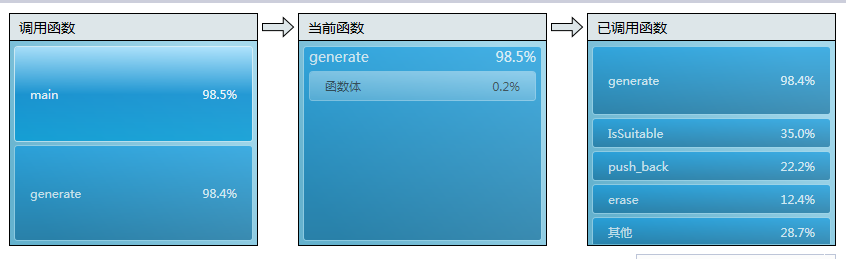 调用函数
main 98.5%
generate 98.4%
当前函数
generate 98.5%
函数体 0.2%
已调用函数
generate 98.4%
IsSuitable 35.0%
push_back 22.2%
erase 12.4%
其他 28.7%